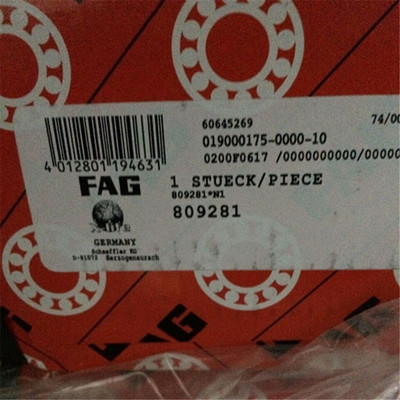 60645269
74/00
019000175-0000-10
0200F0617 /0000000000/00000
4 012801 194631
FAG
1 STUECK/PIECE
809281*N1
809281
GERMANY
Schaeffler KG
D-91072 Herzogenaurach
FAG